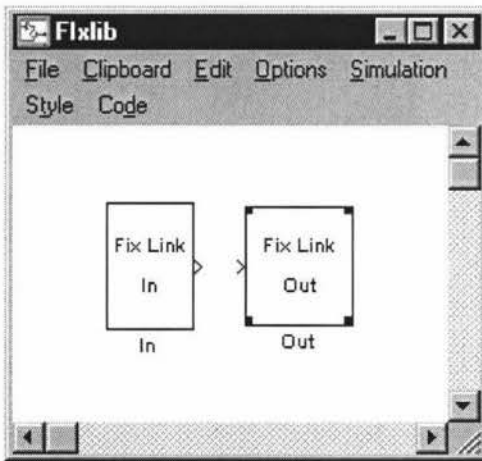 Flxlib
File Clipboard Edit Options Simulation
Style Code
Fix Link
In
In
Fix Link
Out
Out